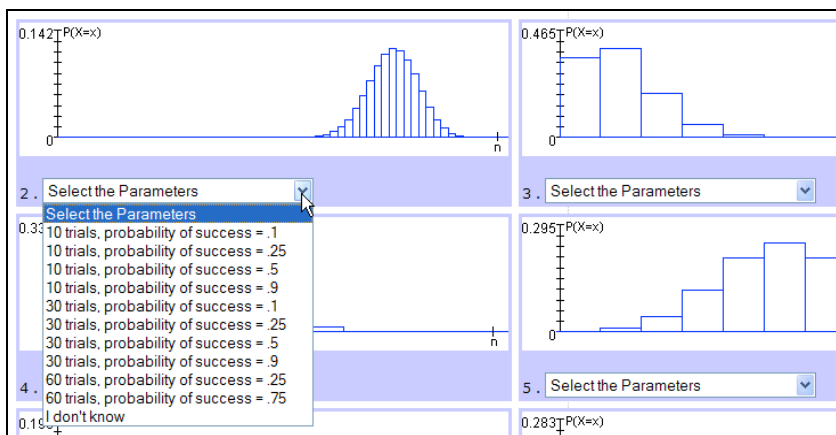 0.142 P(X=x)
0
n
0.465 P(X=x)
0
2 . Select the Parameters
3 . Select the Parameters
Select the Parameters
10 trials, probability of success = .1
10 trials, probability of success = .25
10 trials, probability of success = .5
10 trials, probability of success = .9
30 trials, probability of success = .1
30 trials, probability of success = .25
30 trials, probability of success = .5
30 trials, probability of success = .9
60 trials, probability of success = .25
60 trials, probability of success = .75
I don't know
0.295 P(X=x)
0
n
4 .
5 . Select the Parameters
0.283 P(X=x)